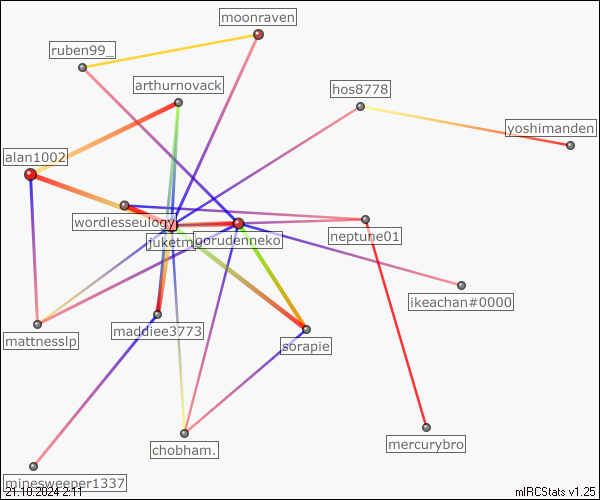 moonraven
ruben99_
arthurnovack
hos8778
yoshimanden
alan1002
wordlesseulogy
juketm
gorudenneko
neptune01
ikeachan#0000
mattnesslp
maddiee3773
sorapie
chobham.
mercurybro
minesweeper1337
21.10.2024 2:11
mIRCStats v1.25